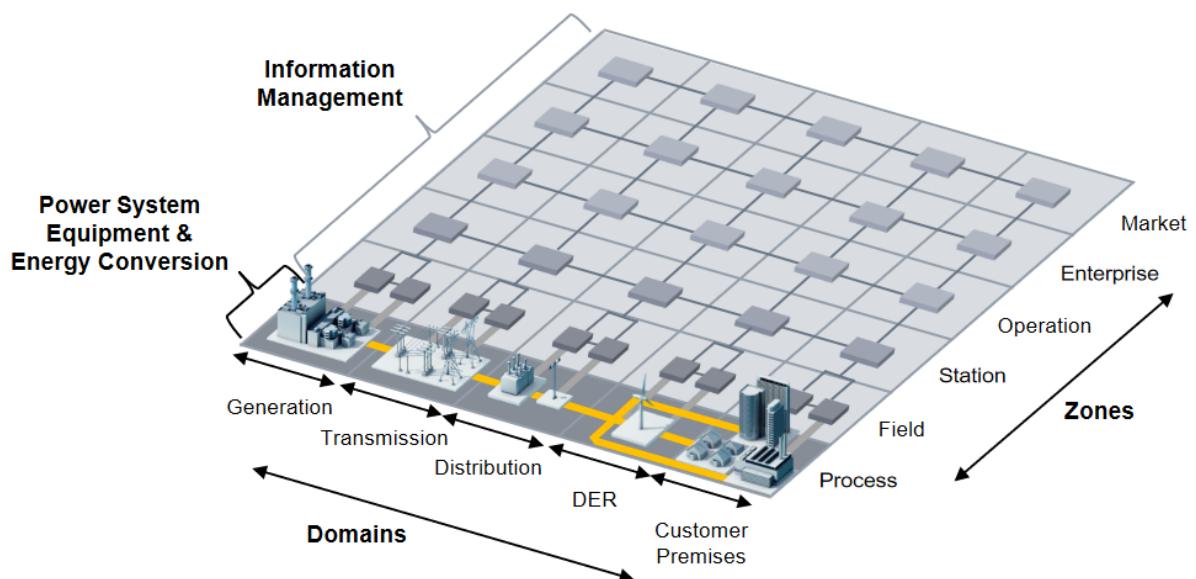 Information
Management
Power System
Equipment &
Energy Conversion
Market
Enterprise
Operation
Station
Zones
Field
Process
Generation
Transmission
Distribution
DER
Customer
Premises
Domains